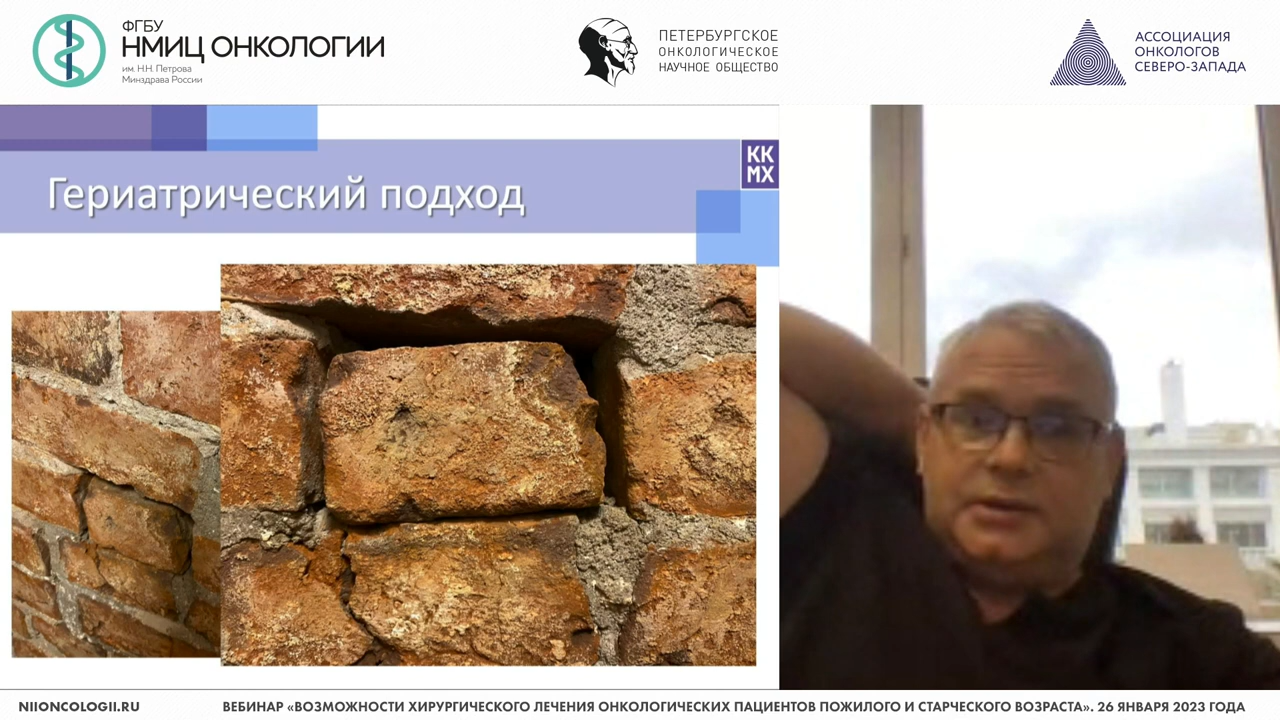 ФГБУ
НМИЦ ОНКОЛОГИИ
им. Н.Н. Петрова
Минздрава России
ПЕТЕРБУРГСКОЕ
ОНКОЛОГИЧЕСКОЕ
НАУЧНОЕ ОБЩЕСТВО
АССОЦИАЦИЯ
ОНКОЛОГОВ
СЕВЕРО-ЗАПАДА
КК
МХ
Гериатрический подход
NIIONCOLOGII.RU
ВЕБИНАР «ВОЗМОЖНОСТИ ХИРУРГИЧЕСКОГО ЛЕЧЕНИЯ ОНКОЛОГИЧЕСКИХ ПАЦИЕНТОВ ПОЖИЛОГО И СТАРЧЕСКОГО ВОЗРАСТА». 26 ЯНВАРЯ 2023 ГОДА